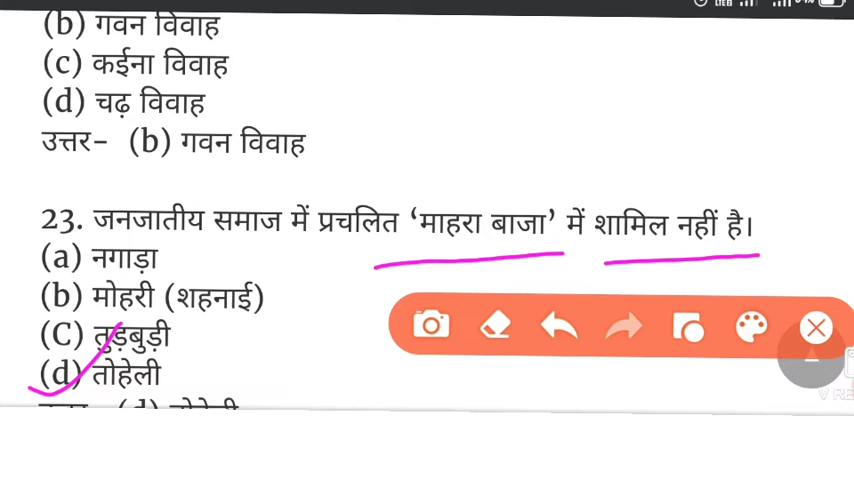 (b) गवन विवाह
(c) कईना विवाह
(d) चढ़ विवाह
उत्तर- (b) गवन विवाह
23. जनजातीय समाज में प्रचलित ‘माहरा बाजा’ में शामिल नहीं है।
(a) नगाड़ा
(b) मोहरी (शहनाई)
(C) तुड़बुड़ी
(d) तोहेली
(d) तोहेली